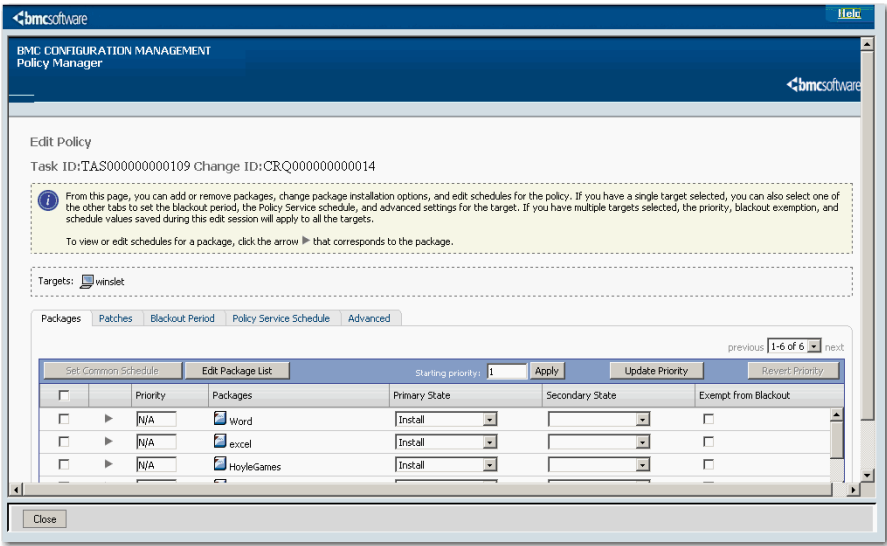 bmcsoftware
Help
BMC CONFIGURATION MANAGEMENT
Policy Manager
bmcsoftware
Edit Policy
Task ID:TAS000000000109 Change ID:CRQ000000000014
From this page, you can add or remove packages, change package installation options, and edit schedules for the policy. If you have a single target selected, you can also select one of
the other tabs to set the blackout period, the Policy Service schedule, and advanced settings for the target. If you have multiple targets selected, the priority, blackout exemption, and
schedule values saved during this edit session will apply to all the targets.
To view or edit schedules for a package, click the arrow ▶ that corresponds to the package.
Targets: winslet
Packages Patches Blackout Period Policy Service Schedule Advanced
previous 1-6 of 6 next
Set Common Schedule Edit Package List Starting priority: 1 Apply Update Priority Revert Priority
Priority Packages Primary State Secondary State Exempt from Blackout
N/A Word Install
N/A excel Install
N/A HoyleGames Install
Close